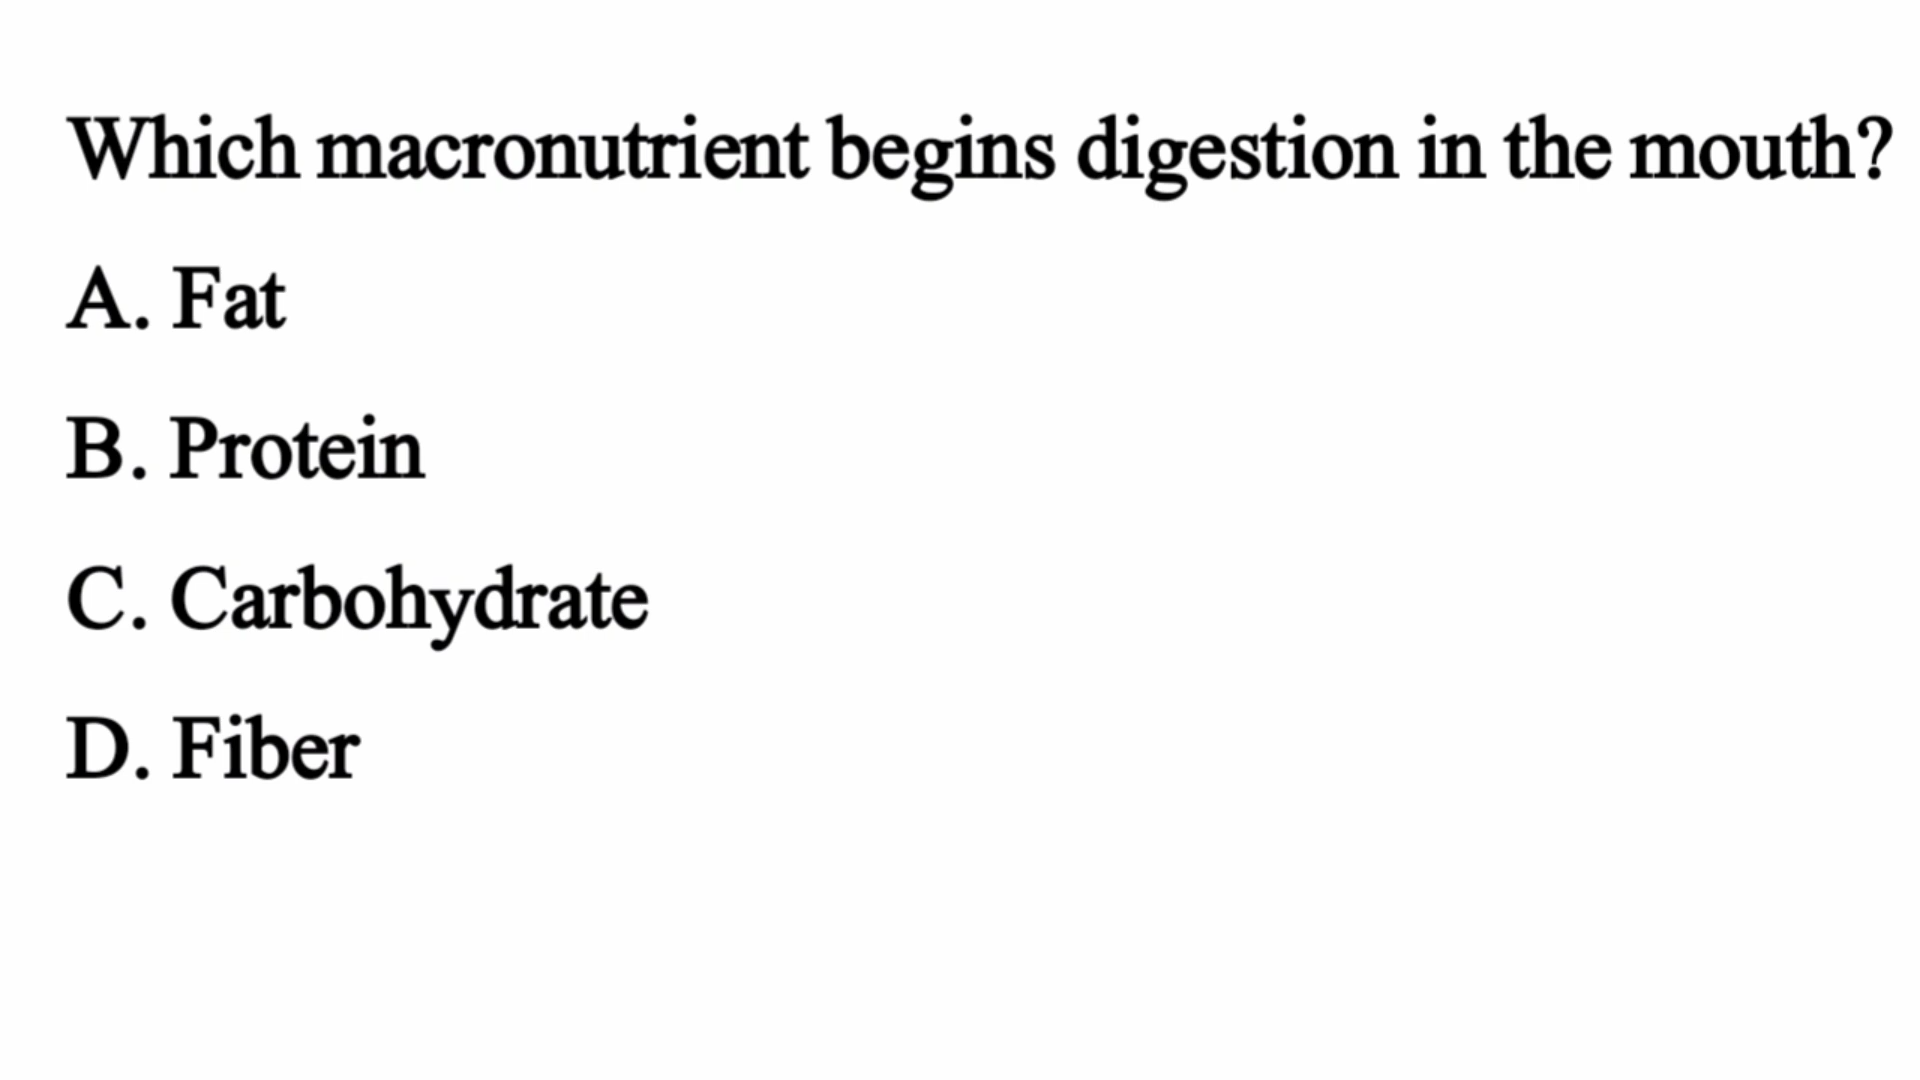 Which macronutrient begins digestion in the mouth?
A. Fat
B. Protein
C. Carbohydrate
D. Fiber